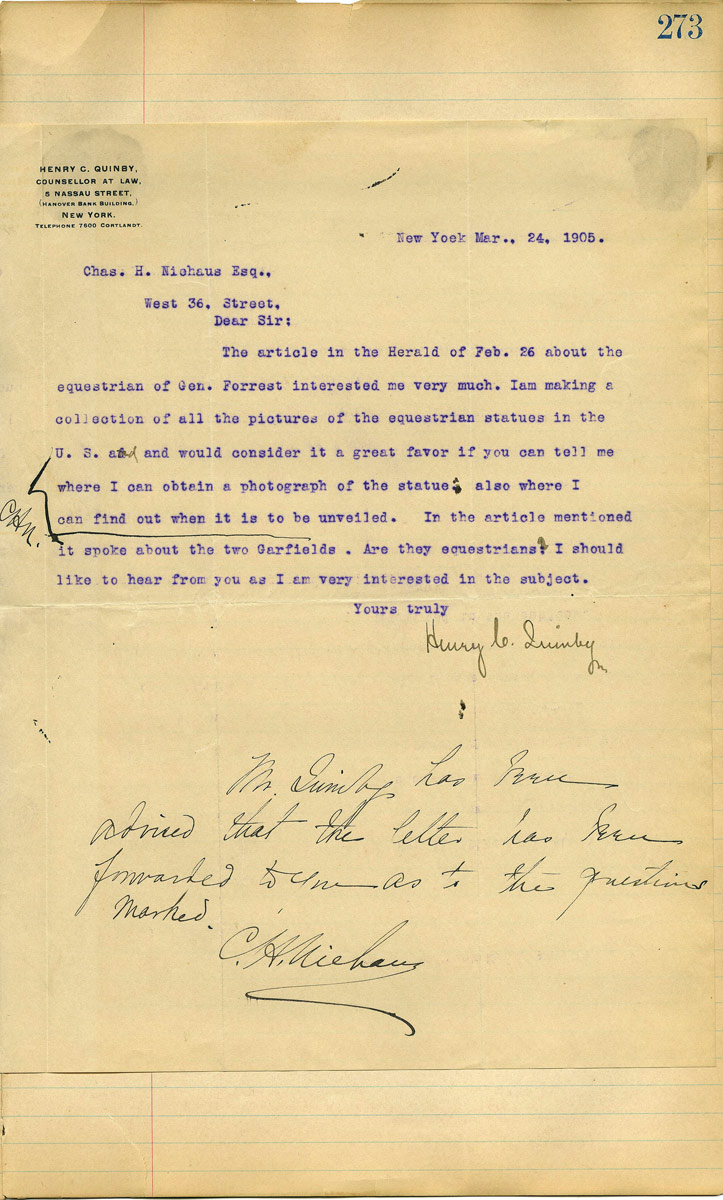 273
HENRY C. QUINBY,
COUNSELLOR AT LAW,
5 NASSAU STREET,
(HANOVER BANK BUILDING,)
NEW YORK.
TELEPHONE 7600 CORTLANDT.
New Yoek Mar., 24, 1905.
Chas. H. Niehaus Esq.,
West 36, Street,
Dear Sir:
The article in the Herald of Feb. 26 about the
equestrian of Gen. Forrest interested me very much. Iam making a
collection of all the pictures of the equestrian statues in the
U. S. and and would consider it a great favor if you can tell me
where I can obtain a photograph of the statue; also where I
can find out when it is to be unveiled. In the article mentioned
CHN.
it spoke about the two Garfields . Are they equestrians? I should
like to hear from you as I am very interested in the subject.
Yours truly
Henry C. Quinby
Mr. Quinby has been
advised that the letter has been
forwarded to you as to the questions
marked.
C. H. Niehaus